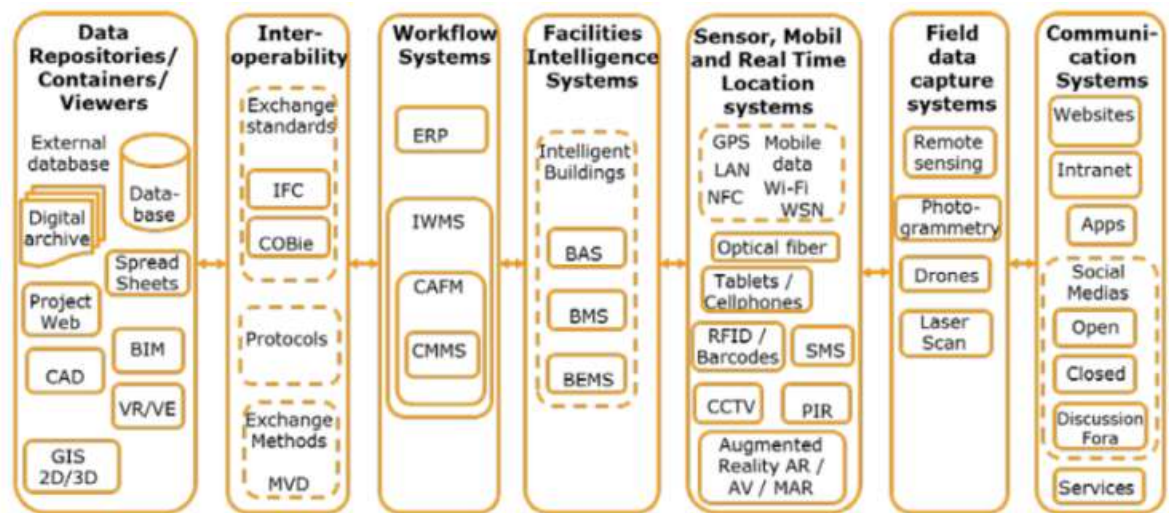 Data
Repositories/
Containers/
Viewers
External
database
Data-
base
Digital
archive
Spread
Sheets
Project
Web
BIM
CAD
VR/VE
GIS
2D/3D
Inter-
operability
Exchange
standards
IFC
COBie
Protocols
Exchange
Methods
MVD
Workflow
Systems
ERP
IWMS
CAFM
CMMS
Facilities
Intelligence
Systems
Intelligent
Buildings
BAS
BMS
BEMS
Sensor, Mobil
and Real Time
Location
systems
GPS
Mobile
data
LAN
Wi-Fi
NFC
WSN
Optical fiber
Tablets /
Cellphones
RFID /
Barcodes
SMS
CCTV
PIR
Augmented
Reality AR /
AV / MAR
Field
data
capture
systems
Remote
sensing
Photo-
grammetry
Drones
Laser
Scan
Communi-
cation
Systems
Websites
Intranet
Apps
Social
Medias
Open
Closed
Discussion
Fora
Services